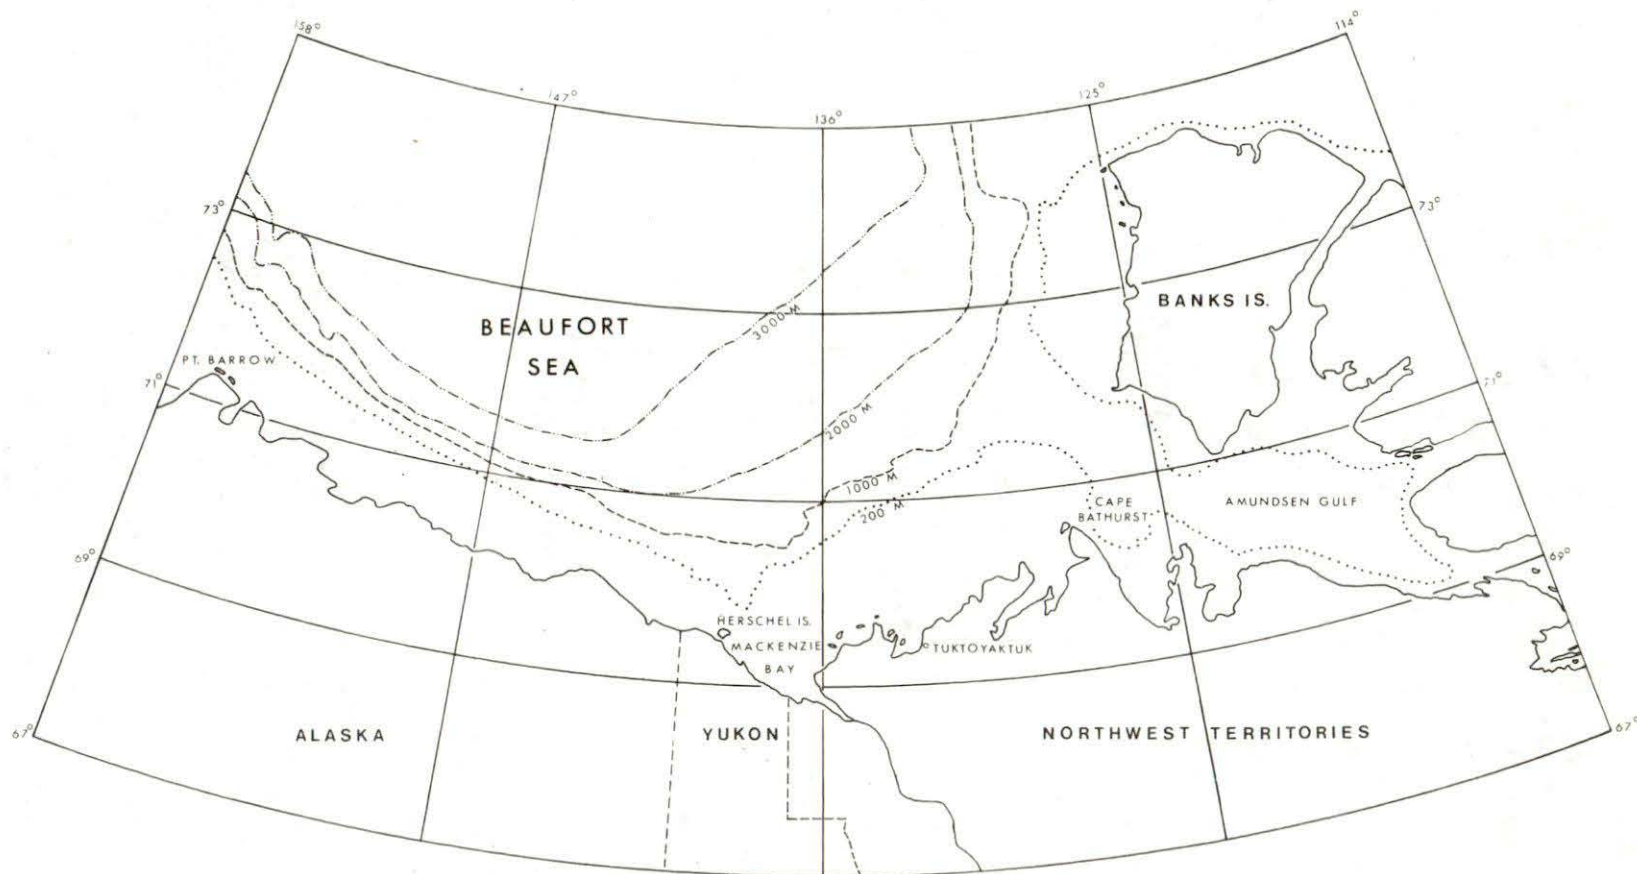 158°
114°
147°
125°
136°
73°
73°
BANKS IS.
3000 M
BEAUFORT
SEA
PT. BARROW
71°
71°
2000 M
1000 M
200 M
CAPE
BATHURST
AMUNDSEN GULF
69°
69°
HERSCHEL IS.
MACKENZIE
BAY
TUKTOYAKTUK
67°
67°
ALASKA
YUKON
NORTHWEST TERRITORIES